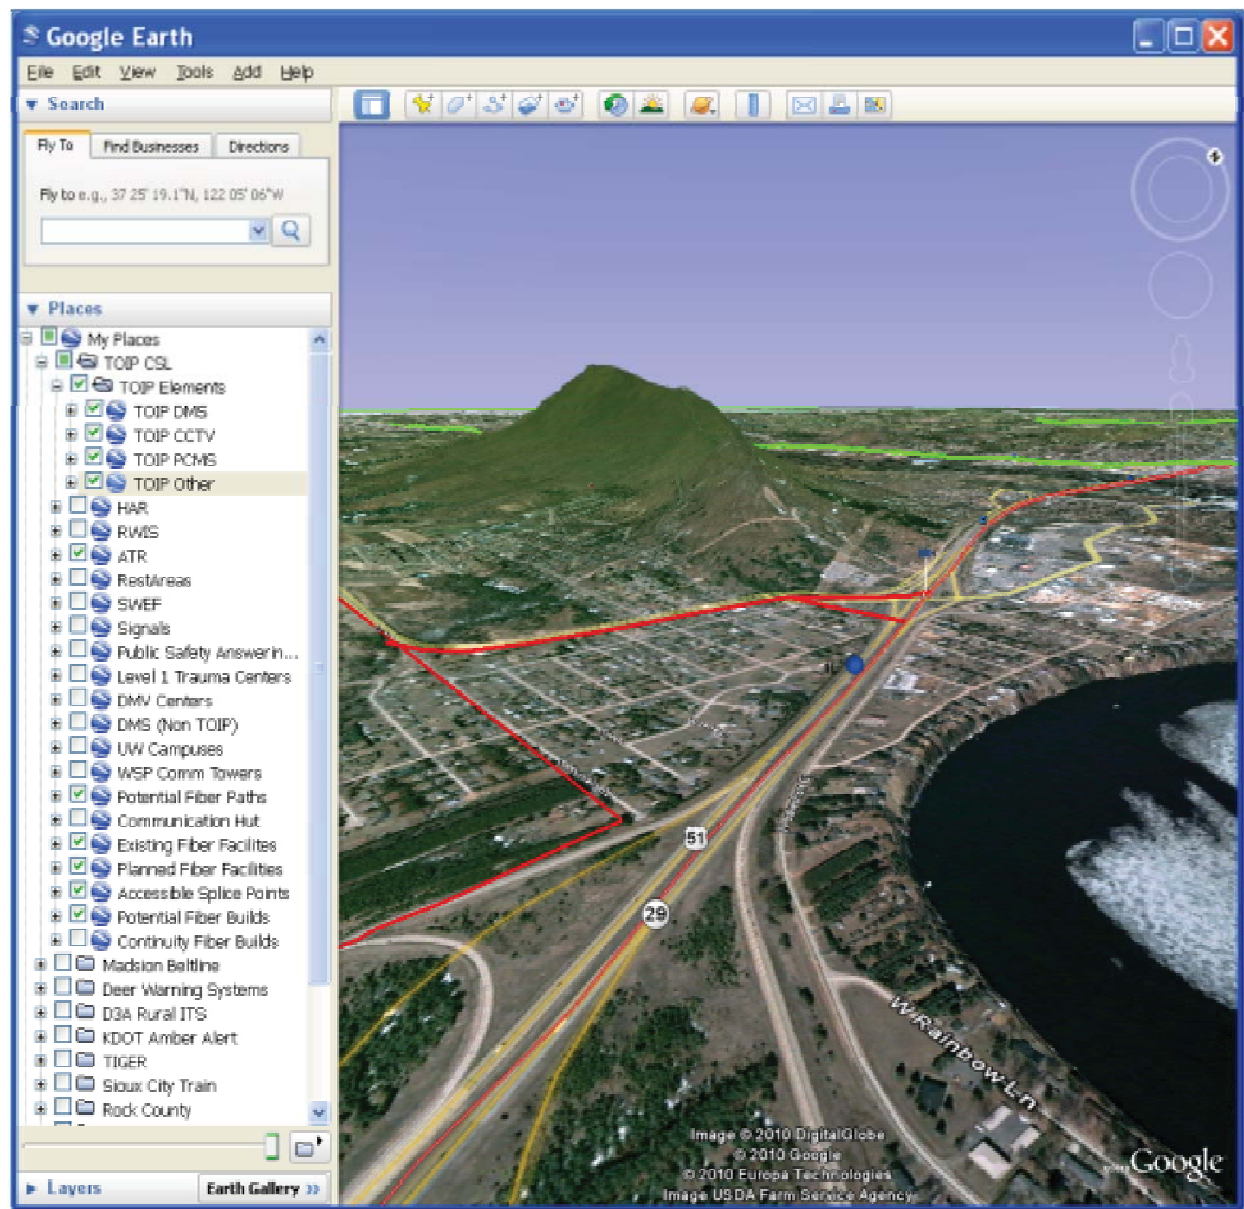 Google Earth
File Edit View Tools Add Help
Search
Fly To Find Businesses Directions
Fly to e.g., 37 25' 19.1"N, 122 05' 06"W
Places
My Places
TOIP CSL
TOIP Elements
TOIP DMS
TOIP CCTV
TOIP PCMS
TOIP Other
HAR
RWIS
ATR
RestAreas
SWEF
Signals
Public Safety Answerin...
Level 1 Trauma Centers
DMV Centers
DMS (Non TOIP)
UW Campuses
WSP Comm Towers
Potential Fiber Paths
Communication Hut
Existing Fiber Facilites
Planned Fiber Facilities
Accessible Splice Points
Potential Fiber Builds
Continuity Fiber Builds
Madsion Beltline
Deer Warning Systems
D3A Rural ITS
KDOT Amber Alert
TIGER
Sioux City Train
Rock County
Layers
Earth Gallery »
51
29
W Rainbow Ln
Image © 2010 DigitalGlobe
© 2010 Google
© 2010 Europa Technologies
Image USDA Farm Service Agency
Google